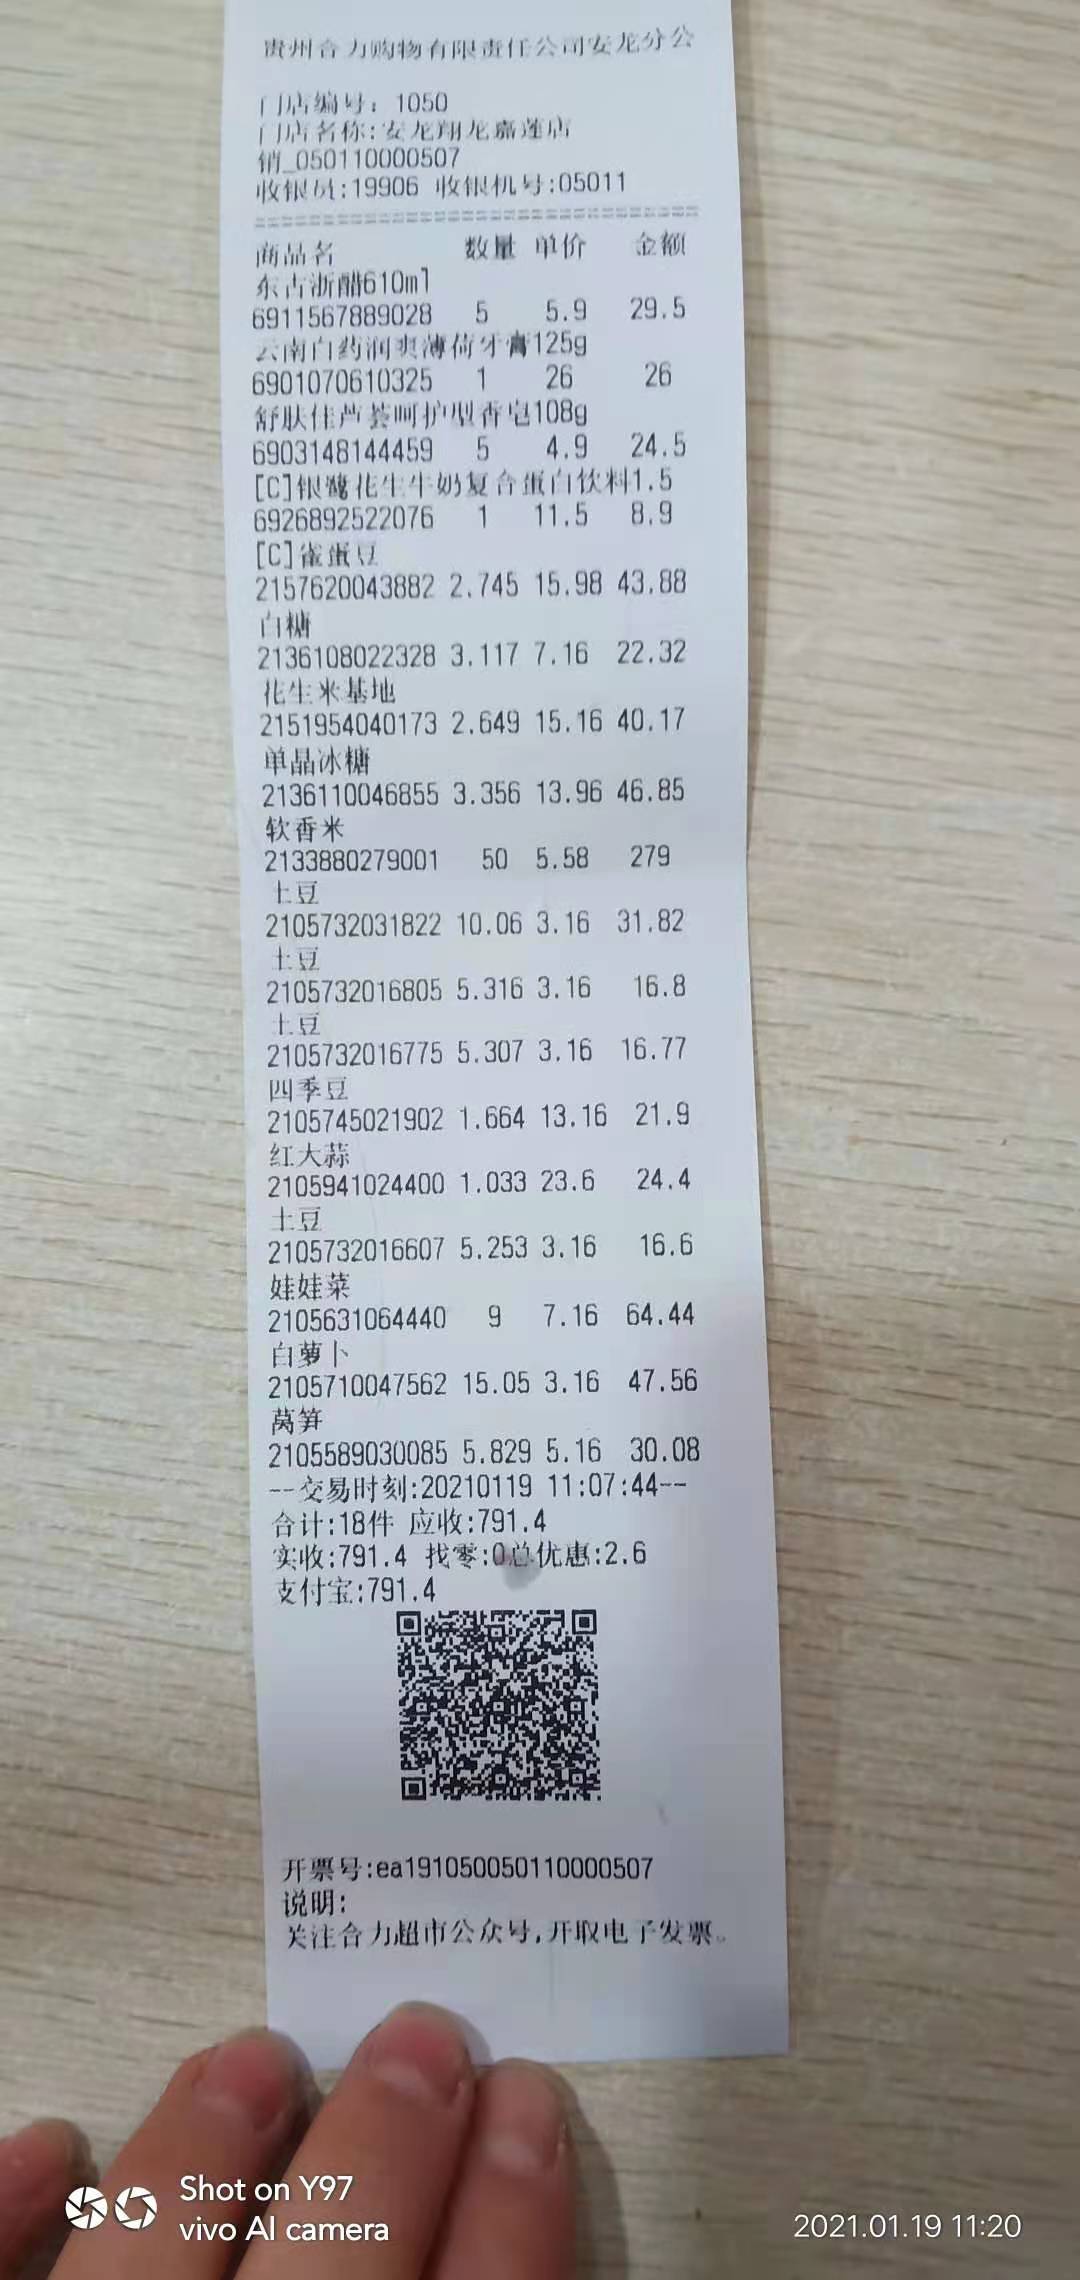 贵州合力购物有限责任公司安龙分公
门店编号: 1050
门店名称:安龙翔龙嘉莲店
销_050110000507
收银员:19906 收银机号:05011
商品名 数量 单价 金额
东古浙醋610ml
6911567889028 5 5.9 29.5
云南白药润爽薄荷牙膏125g
6901070610325 1 26 26
舒肤佳芦荟呵护型香皂108g
6903148144459 5 4.9 24.5
[C]银鹭花生牛奶复合蛋白饮料1.5
6926892522076 1 11.5 8.9
[C]雀蛋豆
2157620043882 2.745 15.98 43.88
白糖
2136108022328 3.117 7.16 22.32
花生米基地
2151954040173 2.649 15.16 40.17
单晶冰糖
2136110046855 3.356 13.96 46.85
软香米
2133880279001 50 5.58 279
土豆
2105732031822 10.06 3.16 31.82
土豆
2105732016805 5.316 3.16 16.8
土豆
2105732016775 5.307 3.16 16.77
四季豆
2105745021902 1.664 13.16 21.9
红大蒜
2105941024400 1.033 23.6 24.4
土豆
2105732016607 5.253 3.16 16.6
娃娃菜
2105631064440 9 7.16 64.44
白萝卜
2105710047562 15.05 3.16 47.56
莴笋
2105589030085 5.829 5.16 30.08
--交易时刻:20210119 11:07:44--
合计:18件 应收:791.4
实收:791.4 找零:0总优惠:2.6
支付宝:791.4
开票号:ea191050050110000507
说明:
关注合力超市公众号,开取电子发票。
Shot on Y97
vivo AI camera
2021.01.19 11:20